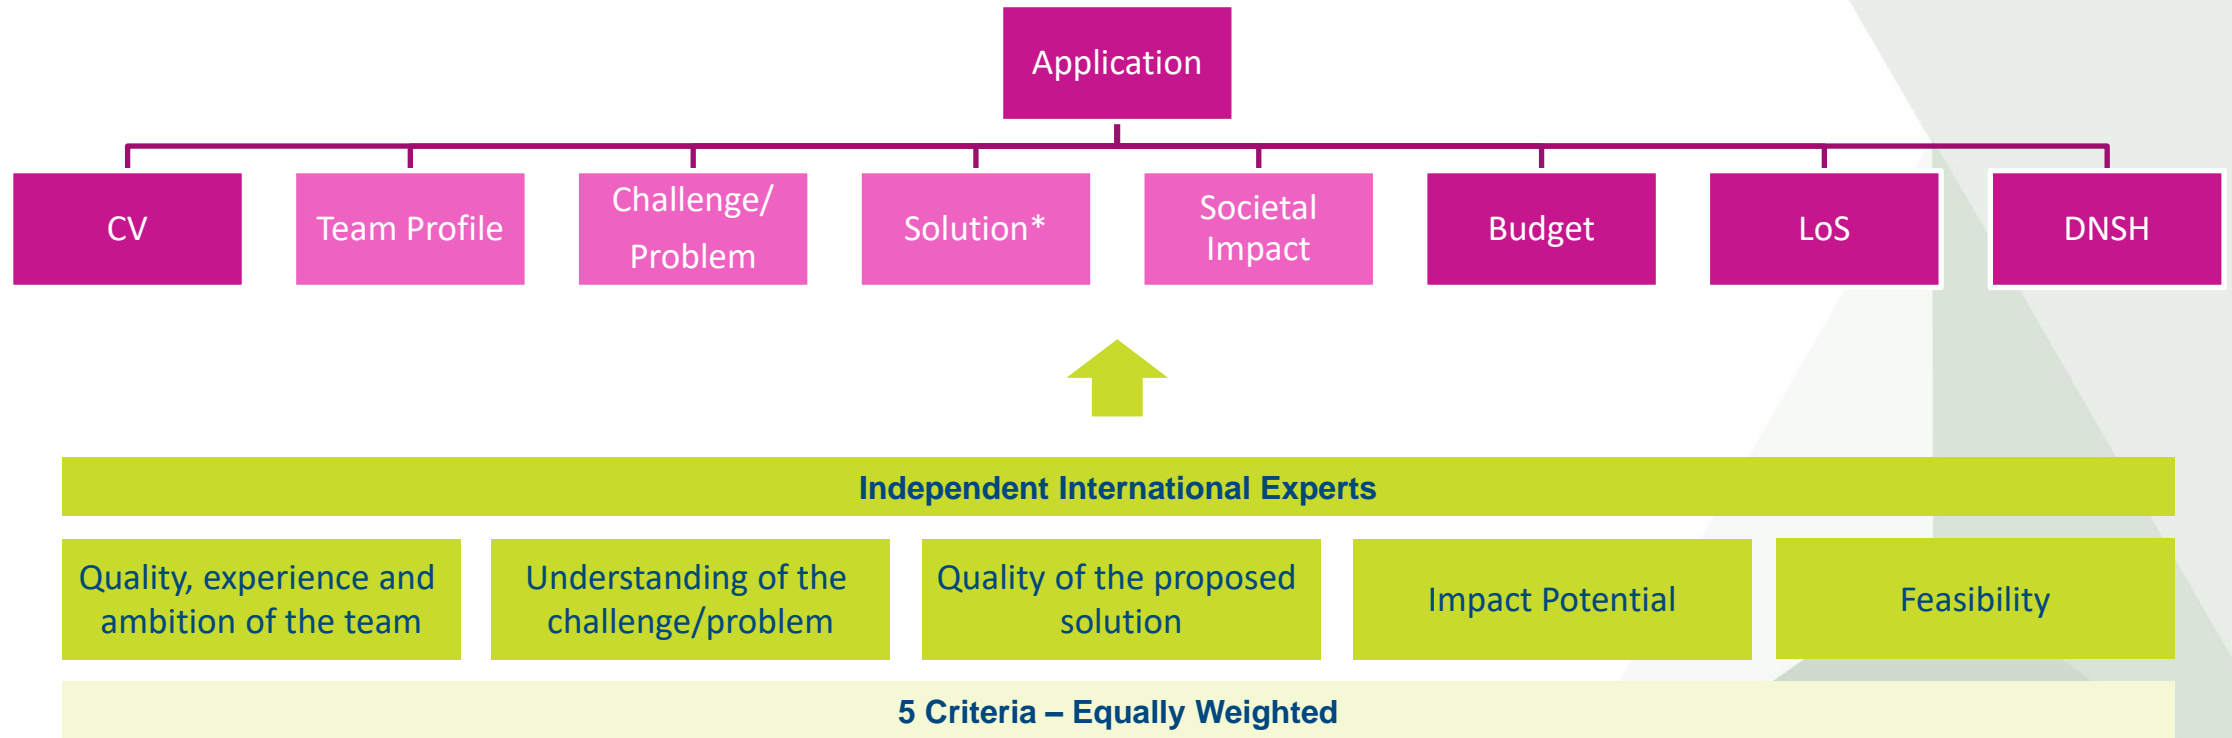 Application
CV
Team Profile
Challenge/
Problem
Solution*
Societal
Impact
Budget
LoS
DNSH
Independent International Experts
Quality, experience and
ambition of the team
Understanding of the
challenge/problem
Quality of the proposed
solution
Impact Potential
Feasibility
5 Criteria – Equally Weighted